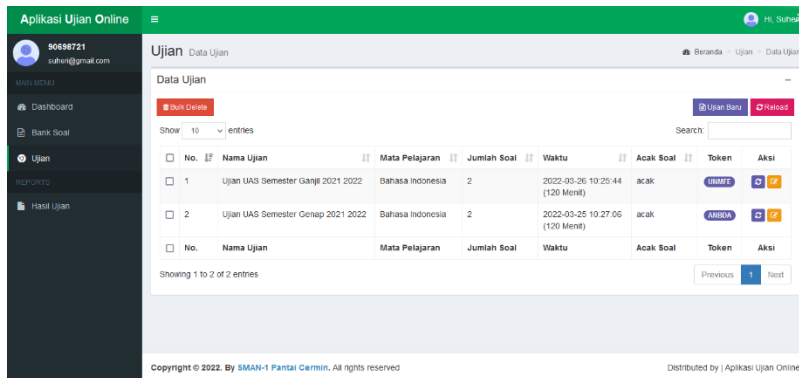 Aplikasi Ujian Online
Hi, Suheri
90698721
suheri@gmail.com
MAIN MENU
Dashboard
Bank Soal
Ujian
REPORTS
Hasil Ujian
Ujian Data Ujian
Beranda > Ujian > Data Ujian
Data Ujian
Bulk Delete
Ujian Baru
Reload
Show 10 entries
Search:
No. Nama Ujian Mata Pelajaran Jumlah Soal Waktu Acak Soal Token Aksi
1 Ujian UAS Semester Ganjil 2021 2022 Bahasa Indonesia 2 2022-03-26 10:25:44 acak UNMFE
(120 Menit)
2 Ujian UAS Semester Genap 2021 2022 Bahasa Indonesia 2 2022-03-25 10:27:06 acak ANBDA
(120 Menit)
No. Nama Ujian Mata Pelajaran Jumlah Soal Waktu Acak Soal Token Aksi
Showing 1 to 2 of 2 entries
Previous 1 Next
Copyright © 2022. By SMAN-1 Pantai Cermin. All rights reserved
Distributed by | Aplikasi Ujian Online